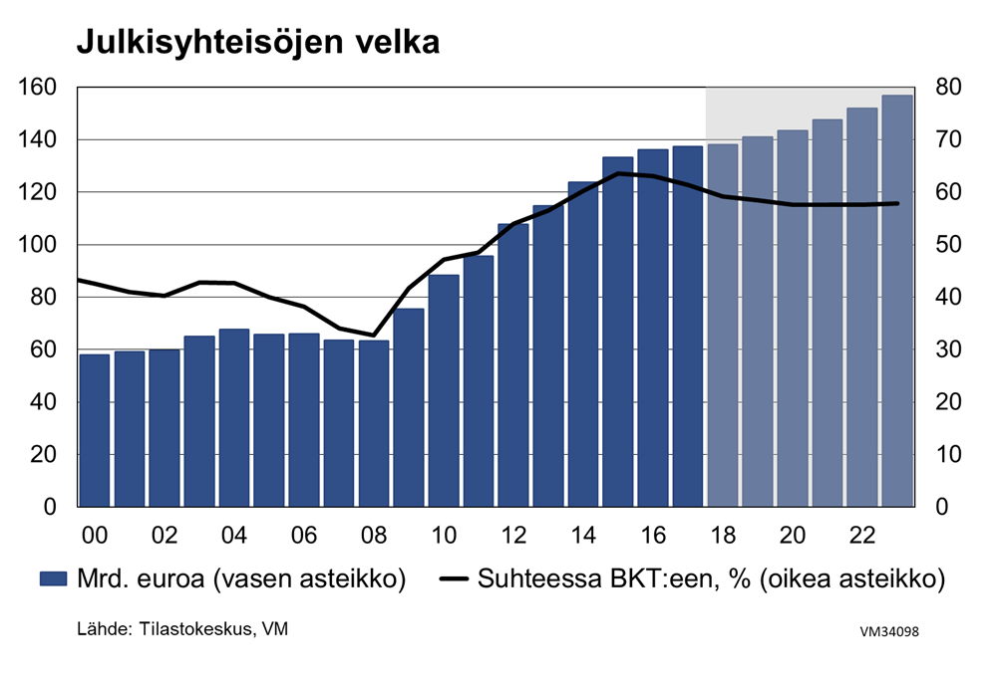 Julkisyhteisöjen velka
160 80
140 70
120 60
100 50
80 40
60 30
40 20
20 10
0 0
00 02 04 06 08 10 12 14 16 18 20 22
Mrd. euroa (vasen asteikko) Suhteessa BKT:een, % (oikea asteikko)
Lähde: Tilastokeskus, VM VM34098